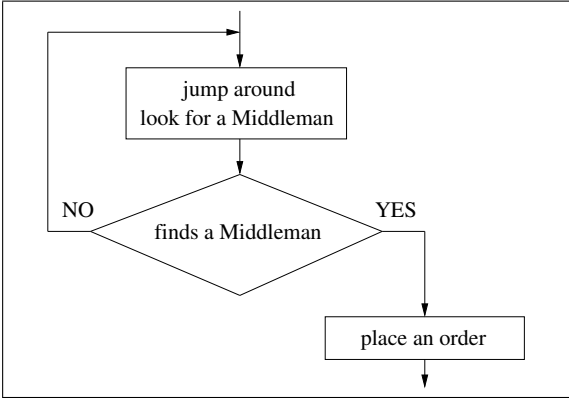 jump around
look for a Middleman
NO
YES
finds a Middleman
place an order